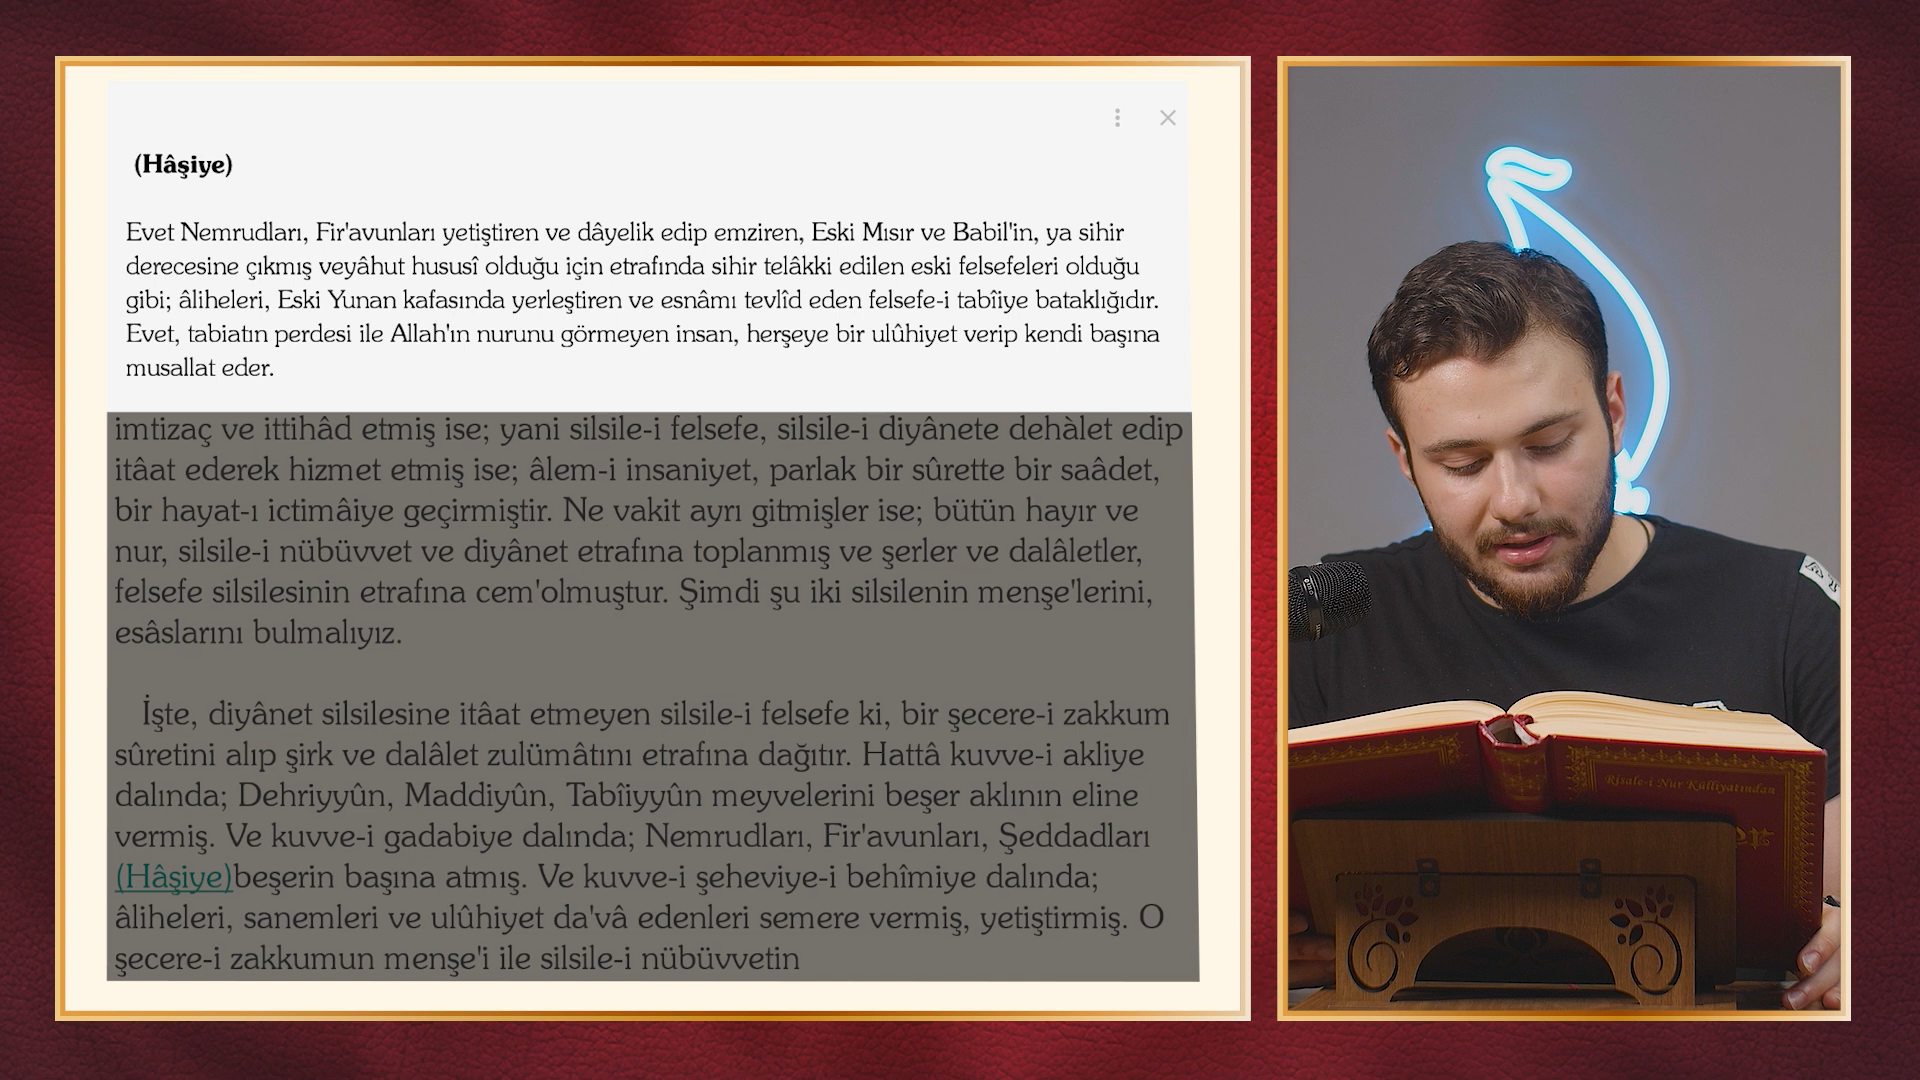 (Hâşiye)
Evet Nemrudları, Fir'avunları yetiştiren ve dâyelik edip emziren, Eski Mısır ve Babil'in, ya sihir
derecesine çıkmış veyâhut hususî olduğu için etrafında sihir telâkki edilen eski felsefeleri olduğu
gibi; âliheleri, Eski Yunan kafasında yerleştiren ve esnâmı tevlîd eden felsefe-i tabîiye bataklığıdır.
Evet, tabiatın perdesi ile Allah'ın nurunu görmeyen insan, herşeye bir ulûhiyet verip kendi başına
musallat eder.
imtizaç ve ittihâd etmiş ise; yani silsile-i felsefe, silsile-i diyânete dehàlet edip
itâat ederek hizmet etmiş ise; âlem-i insaniyet, parlak bir sûrette bir saâdet,
bir hayat-ı ictimâiye geçirmiştir. Ne vakit ayrı gitmişler ise; bütün hayır ve
nur, silsile-i nübüvvet ve diyânet etrafına toplanmış ve şerler ve dalâletler,
felsefe silsilesinin etrafına cem'olmuştur. Şimdi şu iki silsilenin menşe'lerini,
esâslarını bulmalıyız.
İşte, diyânet silsilesine itâat etmeyen silsile-i felsefe ki, bir şecere-i zakkum
sûretini alıp şirk ve dalâlet zulümâtını etrafına dağıtır. Hattâ kuvve-i akliye
dalında; Dehriyyûn, Maddiyûn, Tabîiyyûn meyvelerini beşer aklının eline
vermiş. Ve kuvve-i gadabiye dalında; Nemrudları, Fir'avunları, Şeddadları
(Hâşiye)beşerin başına atmış. Ve kuvve-i şeheviye-i behîmiye dalında;
âliheleri, sanemleri ve ulûhiyet da'vâ edenleri semere vermiş, yetiştirmiş. O
şecere-i zakkumun menşe'i ile silsile-i nübüvvetin
Risale-i Nur Külliyatından